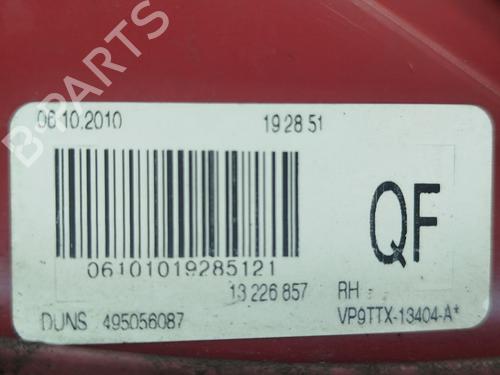 06.10.2010 19 28 51
QF
06101019285121
13 226 857 RH
DUNS 495056087 VP9TTX-13404-A*
B-Parts